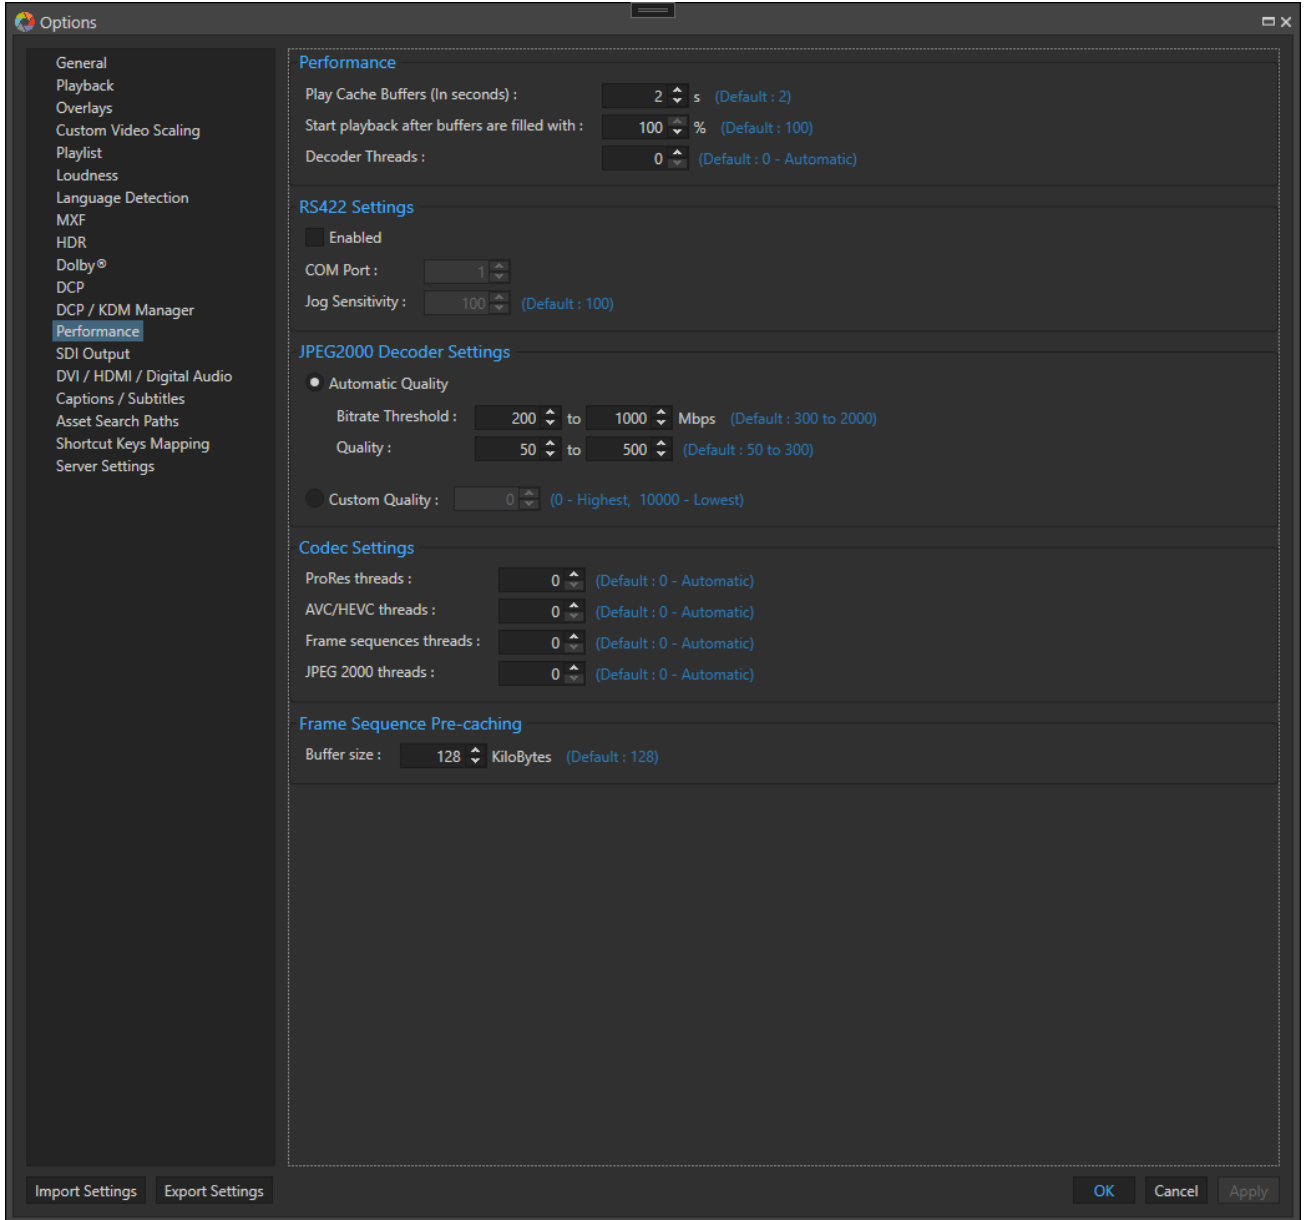 Options
General
Playback
Overlays
Custom Video Scaling
Playlist
Loudness
Language Detection
MXF
HDR
Dolby®
DCP
DCP / KDM Manager
Performance
SDI Output
DVI / HDMI / Digital Audio
Captions / Subtitles
Asset Search Paths
Shortcut Keys Mapping
Server Settings
Performance
Play Cache Buffers (In seconds) : 2 s (Default : 2)
Start playback after buffers are filled with : 100 % (Default : 100)
Decoder Threads : 0 (Default : 0 - Automatic)
RS422 Settings
Enabled
COM Port : 1
Jog Sensitivity : 100 (Default : 100)
JPEG2000 Decoder Settings
Automatic Quality
Bitrate Threshold : 200 to 1000 Mbps (Default : 300 to 2000)
Quality : 50 to 500 (Default : 50 to 300)
Custom Quality : 0 (0 - Highest, 10000 - Lowest)
Codec Settings
ProRes threads : 0 (Default : 0 - Automatic)
AVC/HEVC threads : 0 (Default : 0 - Automatic)
Frame sequences threads : 0 (Default : 0 - Automatic)
JPEG 2000 threads : 0 (Default : 0 - Automatic)
Frame Sequence Pre-caching
Buffer size : 128 KiloBytes (Default : 128)
Import Settings Export Settings OK Cancel Apply